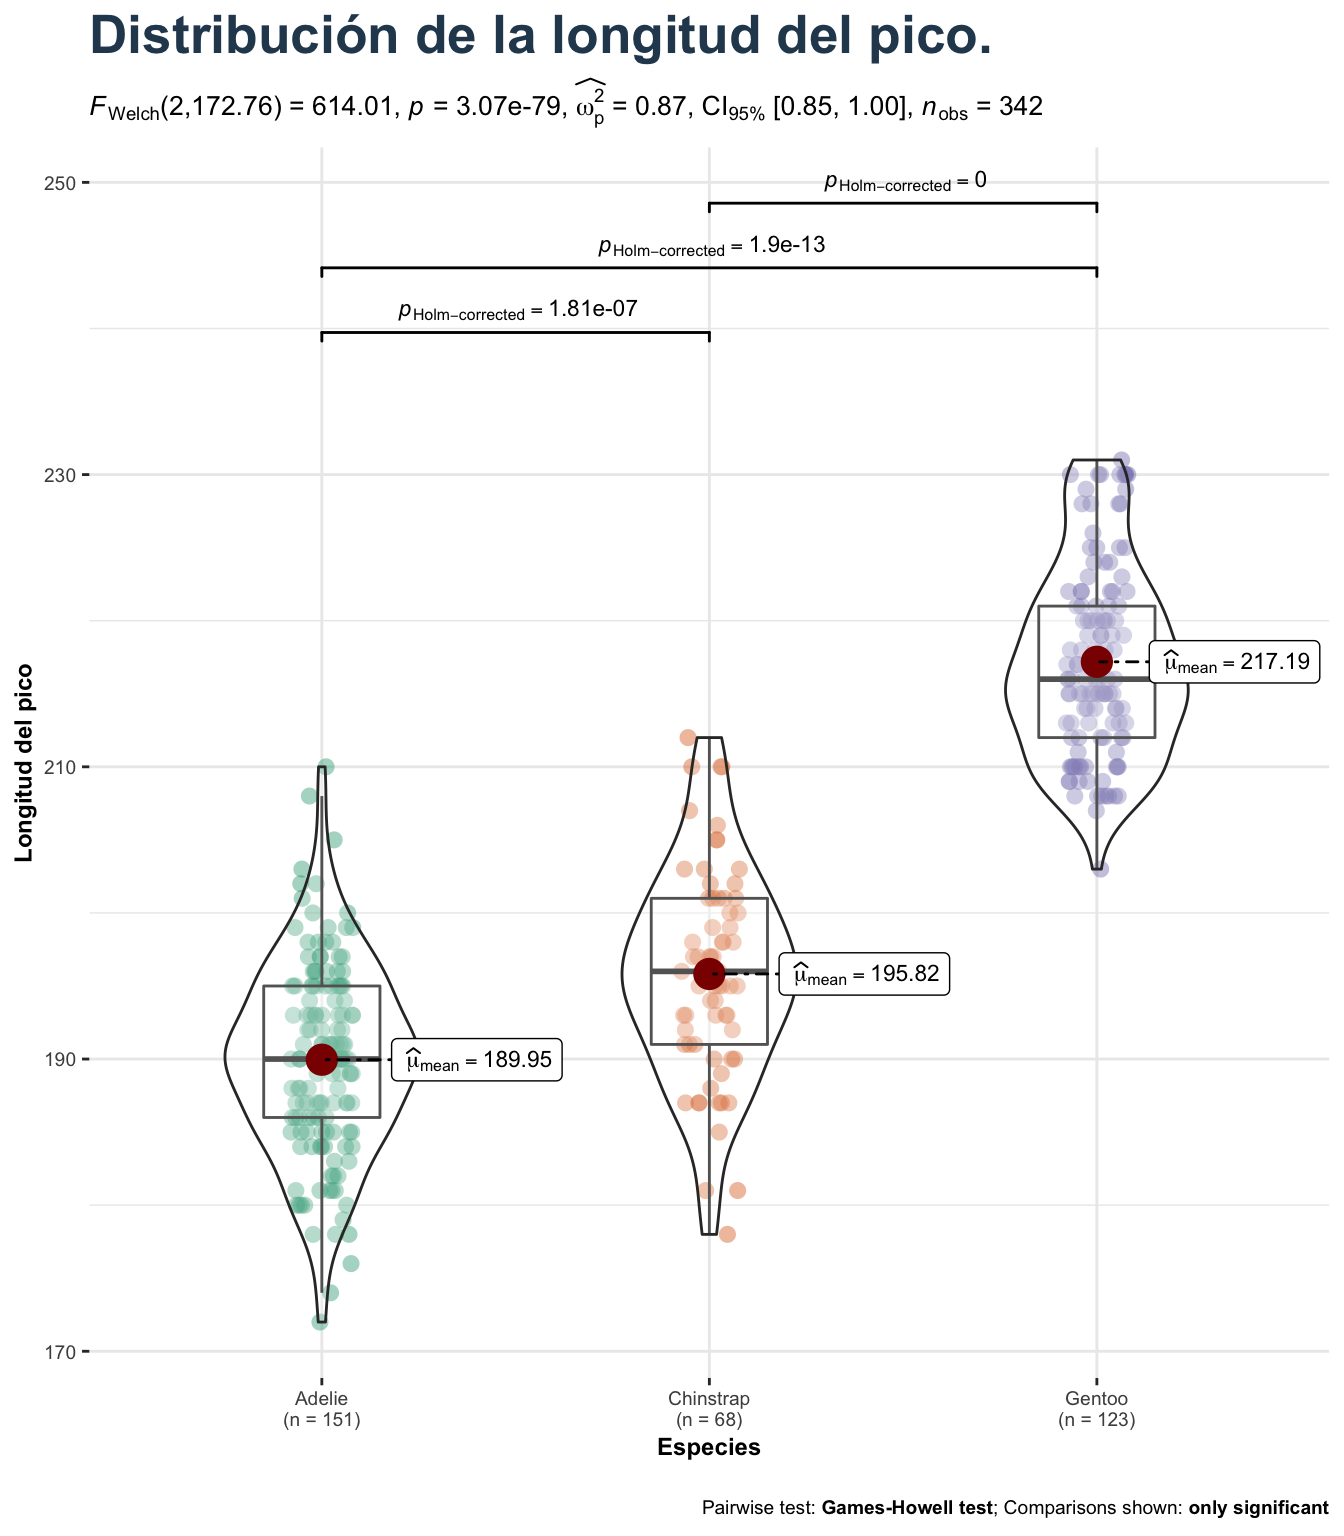 Distribución de la longitud del pico.
F Welch(2,172.76) = 614.01, p = 3.07e-79, ω̂²p = 0.87, CI95% [0.85, 1.00], nobs = 342
250
pHolm−corrected = 0
pHolm−corrected = 1.9e-13
pHolm−corrected = 1.81e-07
230
μ̂mean = 217.19
210
μ̂mean = 195.82
190
μ̂mean = 189.95
170
Longitud del pico
Adelie
(n = 151)
Chinstrap
(n = 68)
Gentoo
(n = 123)
Especies
Pairwise test: Games-Howell test; Comparisons shown: only significant